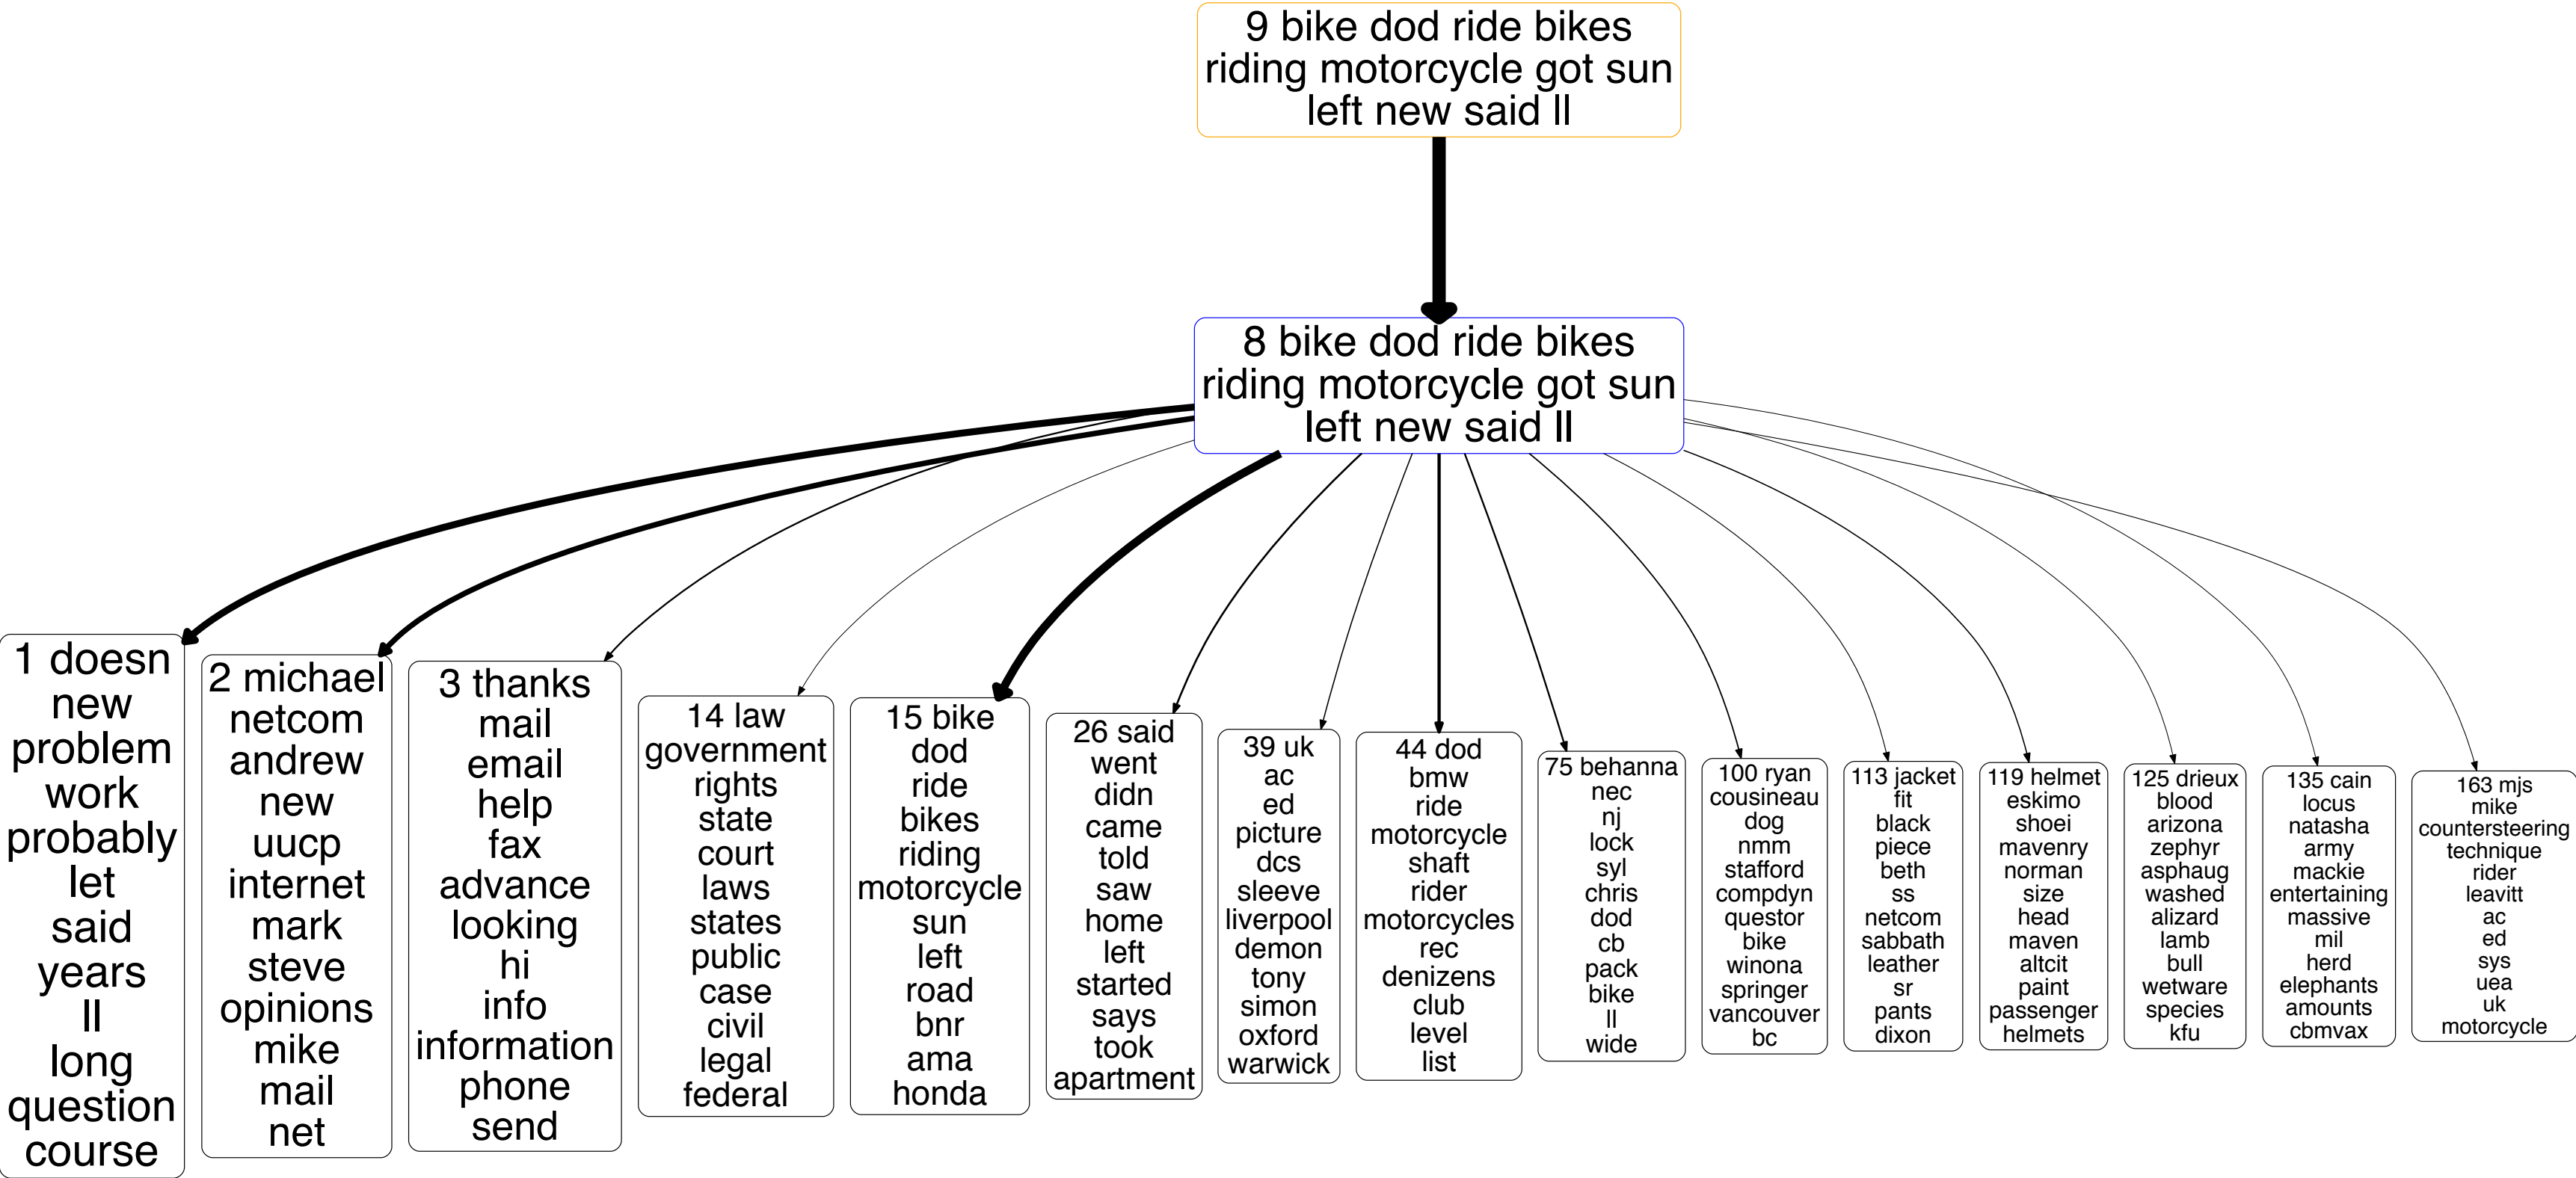 9 bike dod ride bikes
riding motorcycle got sun
left new said ll
8 bike dod ride bikes
riding motorcycle got sun
left new said ll
1 doesn
new
problem
work
probably
let
said
years
ll
long
question
course
2 michael
netcom
andrew
new
uucp
internet
mark
steve
opinions
mike
mail
net
3 thanks
mail
email
help
fax
advance
looking
hi
info
information
phone
send
14 law
government
rights
state
court
laws
states
public
case
civil
legal
federal
15 bike
dod
ride
bikes
riding
motorcycle
sun
left
road
bnr
ama
honda
26 said
went
didn
came
told
saw
home
left
started
says
took
apartment
39 uk
ac
ed
picture
dcs
sleeve
liverpool
demon
tony
simon
oxford
warwick
44 dod
bmw
ride
motorcycle
shaft
rider
motorcycles
rec
denizens
club
level
list
75 behanna
nec
nj
lock
syl
chris
dod
cb
pack
bike
ll
wide
100 ryan
cousineau
dog
nmm
stafford
compdyn
questor
bike
winona
springer
vancouver
bc
113 jacket
fit
black
piece
beth
ss
netcom
sabbath
leather
sr
pants
dixon
119 helmet
eskimo
shoei
mavenry
norman
size
head
maven
altcit
paint
passenger
helmets
125 drieux
blood
arizona
zephyr
asphaug
washed
alizard
lamb
bull
wetware
species
kfu
135 cain
locus
natasha
army
mackie
entertaining
massive
mil
herd
elephants
amounts
cbmvax
163 mjs
mike
countersteering
technique
rider
leavitt
ac
ed
sys
uea
uk
motorcycle